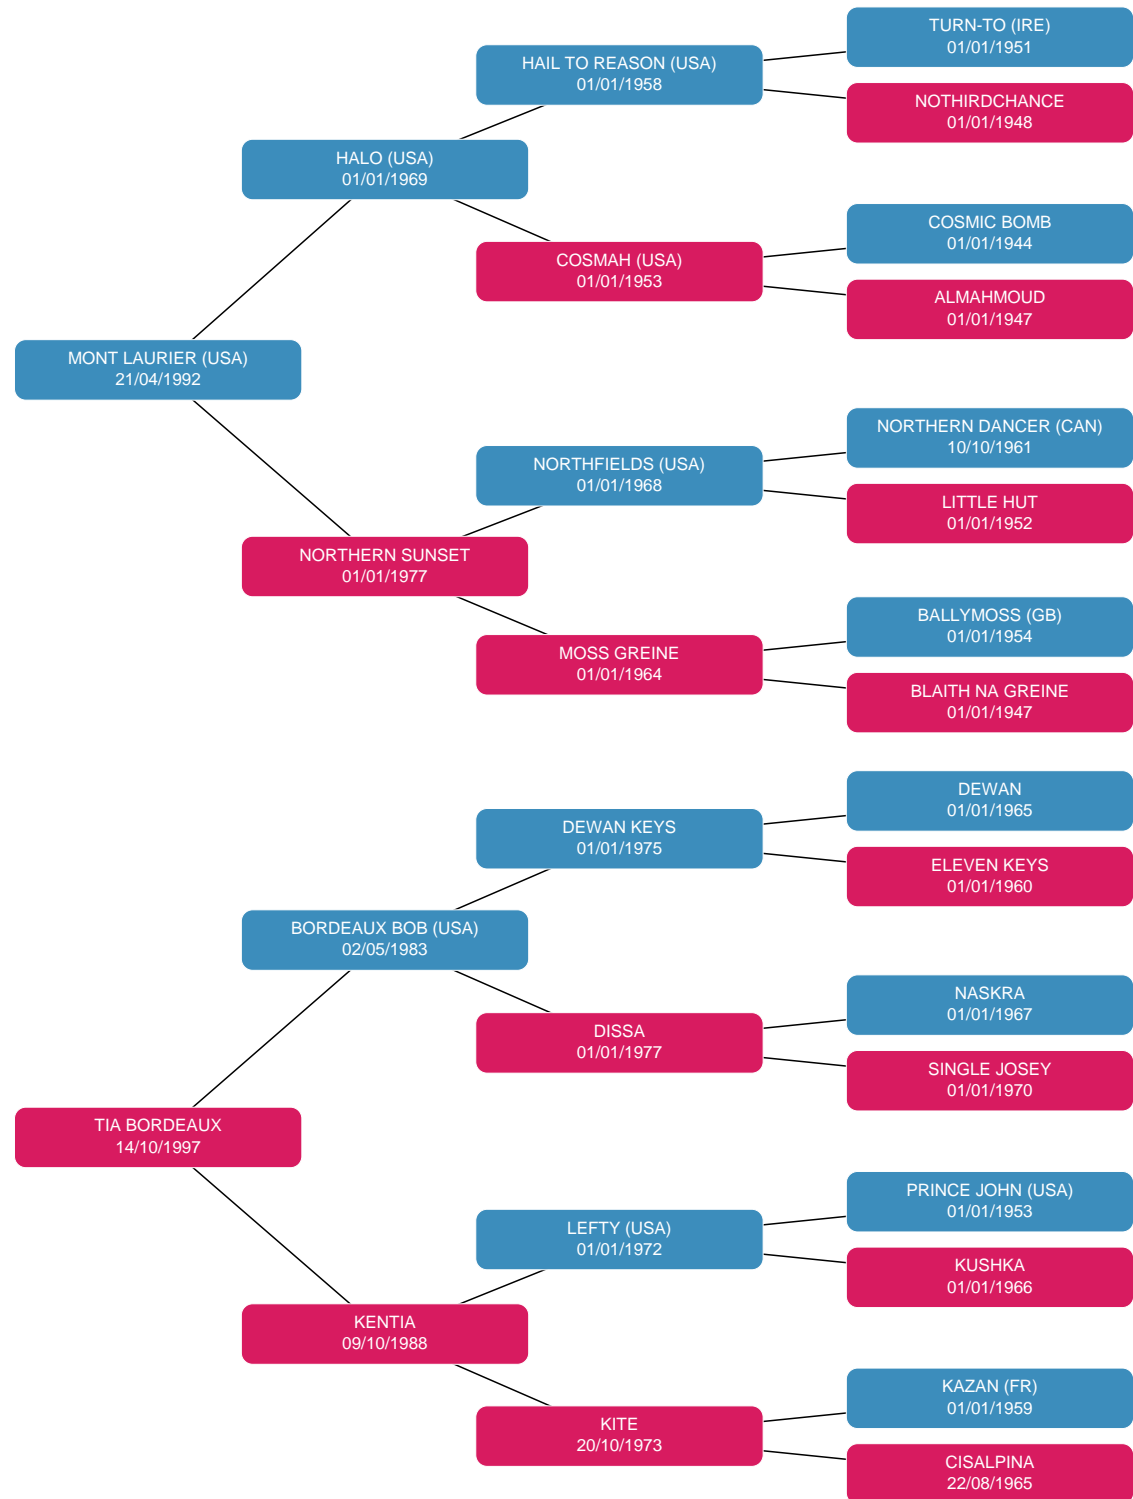 TURN-TO (IRE)
01/01/1951
HAIL TO REASON (USA)
01/01/1958
NOTHIRDCHANCE
01/01/1948
HALO (USA)
01/01/1969
COSMIC BOMB
01/01/1944
COSMAH (USA)
01/01/1953
ALMAHMOUD
01/01/1947
MONT LAURIER (USA)
21/04/1992
NORTHERN DANCER (CAN)
10/10/1961
NORTHFIELDS (USA)
01/01/1968
LITTLE HUT
01/01/1952
NORTHERN SUNSET
01/01/1977
BALLYMOSS (GB)
01/01/1954
MOSS GREINE
01/01/1964
BLAITH NA GREINE
01/01/1947
DEWAN
01/01/1965
DEWAN KEYS
01/01/1975
ELEVEN KEYS
01/01/1960
BORDEAUX BOB (USA)
02/05/1983
NASKRA
01/01/1967
DISSA
01/01/1977
SINGLE JOSEY
01/01/1970
TIA BORDEAUX
14/10/1997
PRINCE JOHN (USA)
01/01/1953
LEFTY (USA)
01/01/1972
KUSHKA
01/01/1966
KENTIA
09/10/1988
KAZAN (FR)
01/01/1959
KITE
20/10/1973
CISALPINA
22/08/1965